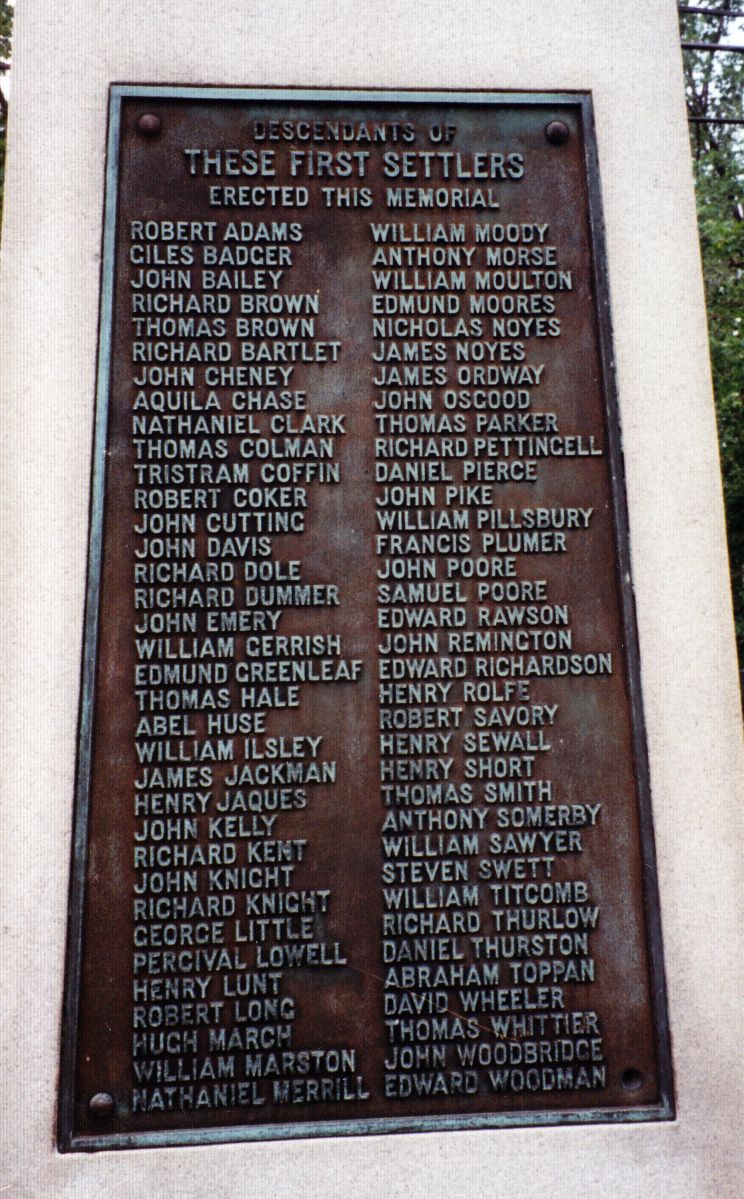 DESCENDANTS OF
THESE FIRST SETTLERS
ERECTED THIS MEMORIAL
ROBERT ADAMS
GILES BADGER
JOHN BAILEY
RICHARD BROWN
THOMAS BROWN
RICHARD BARTLET
JOHN CHENEY
AQUILA CHASE
NATHANIEL CLARK
THOMAS COLMAN
TRISTRAM COFFIN
ROBERT COKER
JOHN CUTTING
JOHN DAVIS
RICHARD DOLE
RICHARD DUMMER
JOHN EMERY
WILLIAM GERRISH
EDMUND GREENLEAF
THOMAS HALE
ABEL HUSE
WILLIAM ILSLEY
JAMES JACKMAN
HENRY JAQUES
JOHN KELLY
RICHARD KENT
JOHN KNIGHT
RICHARD KNIGHT
GEORGE LITTLE
PERCIVAL LOWELL
HENRY LUNT
ROBERT LONG
HUGH MARCH
WILLIAM MARSTON
NATHANIEL MERRILL
WILLIAM MOODY
ANTHONY MORSE
WILLIAM MOULTON
EDMUND MOORES
NICHOLAS NOYES
JAMES NOYES
JAMES ORDWAY
JOHN OSGOOD
THOMAS PARKER
RICHARD PETTINGELL
DANIEL PIERCE
JOHN PIKE
WILLIAM PILLSBURY
FRANCIS PLUMER
JOHN POORE
SAMUEL POORE
EDWARD RAWSON
JOHN REMINGTON
EDWARD RICHARDSON
HENRY ROLFE
ROBERT SAVORY
HENRY SEWALL
HENRY SHORT
THOMAS SMITH
ANTHONY SOMERBY
WILLIAM SAWYER
STEVEN SWETT
WILLIAM TITCOMB
RICHARD THURLOW
DANIEL THURSTON
ABRAHAM TOPPAN
DAVID WHEELER
THOMAS WHITTIER
JOHN WOODBRIDGE
EDWARD WOODMAN